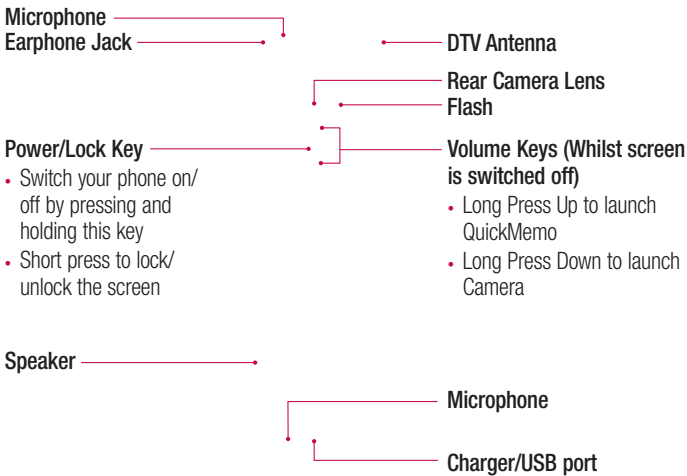 Microphone
Earphone Jack
DTV Antenna
Rear Camera Lens
Flash
Power/Lock Key
• Switch your phone on/
off by pressing and
holding this key
• Short press to lock/
unlock the screen
Volume Keys (Whilst screen
is switched off)
• Long Press Up to launch
QuickMemo
• Long Press Down to launch
Camera
Speaker
Microphone
Charger/USB port